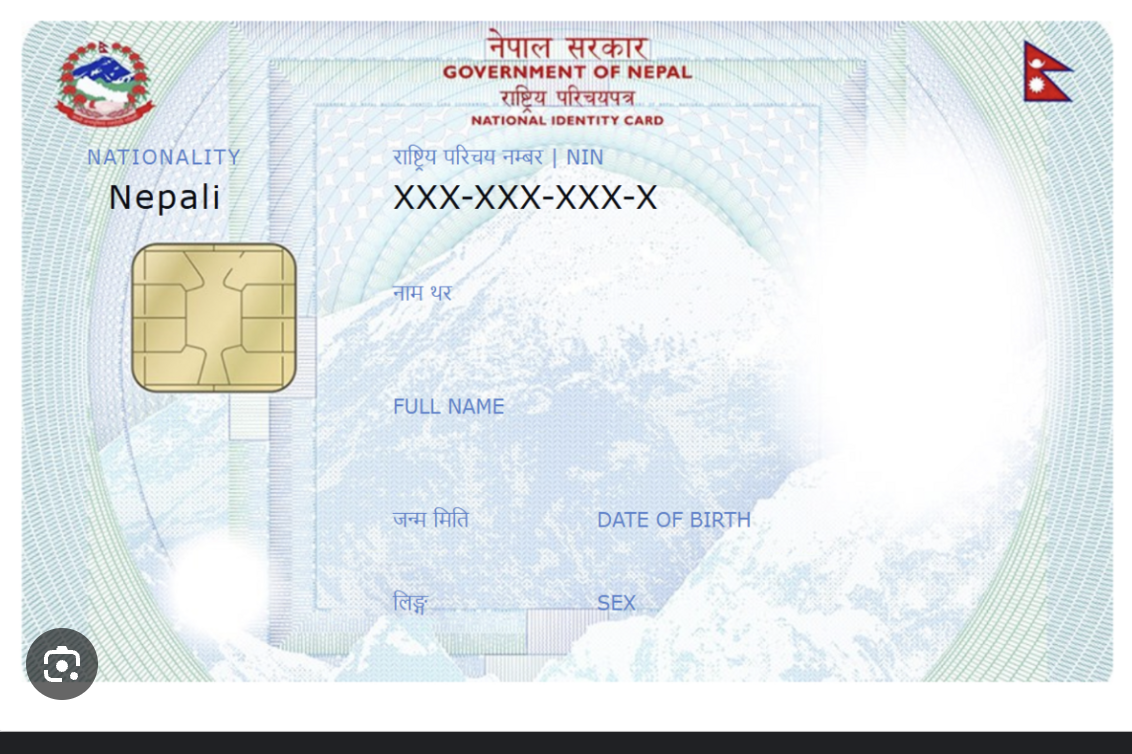 नेपाल सरकार
GOVERNMENT OF NEPAL
राष्ट्रिय परिचयपत्र
NATIONAL IDENTITY CARD
NATIONALITY
Nepali
राष्ट्रिय परिचय नम्बर | NIN
XXX-XXX-XXX-X
नाम थर
FULL NAME
जन्म मिति DATE OF BIRTH
लिङ्ग SEX